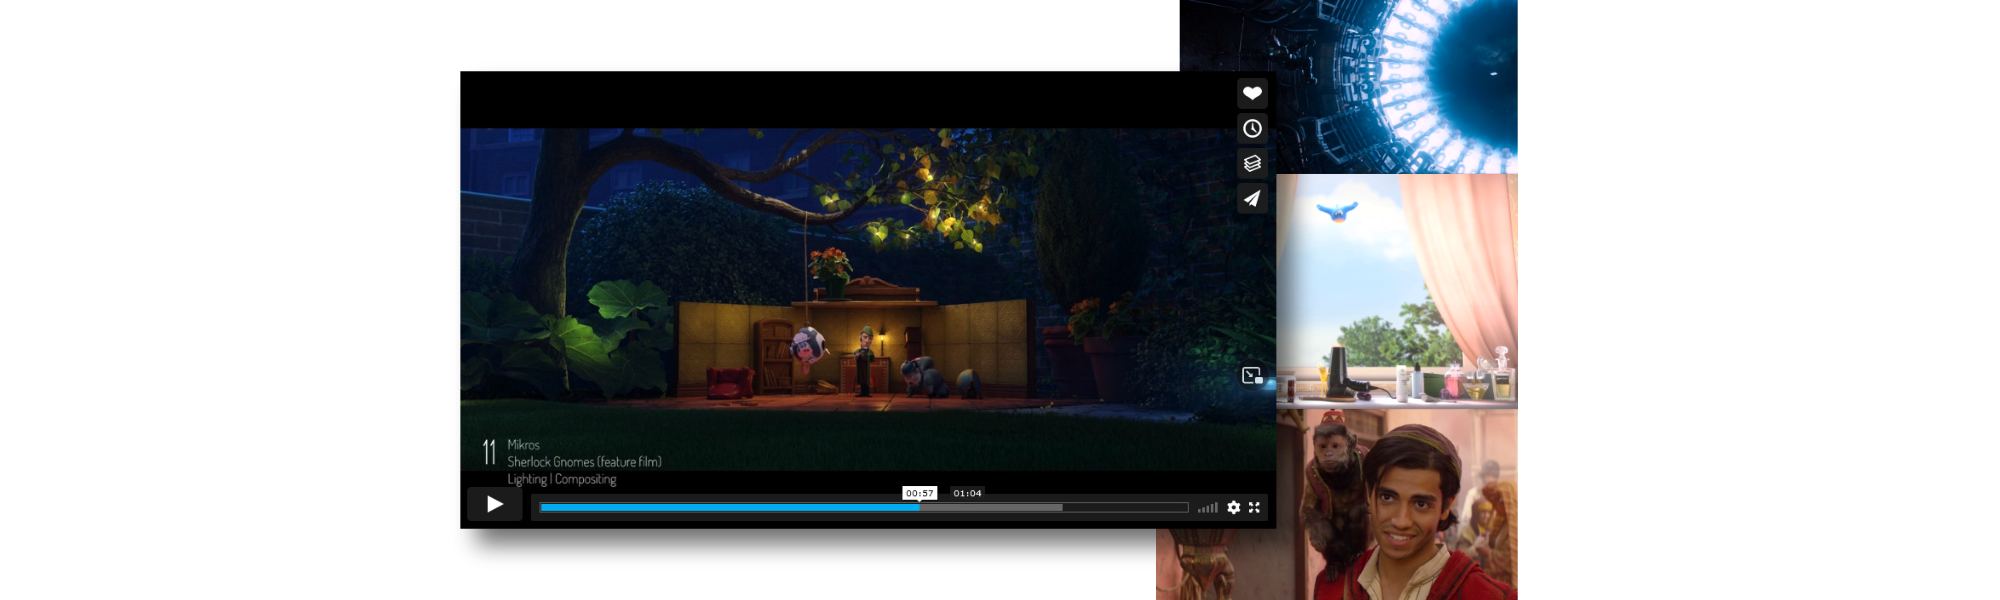 11
Mikros
Sherlock Gnomes (feature film)
Lighting | Compositing
00:57
01:04